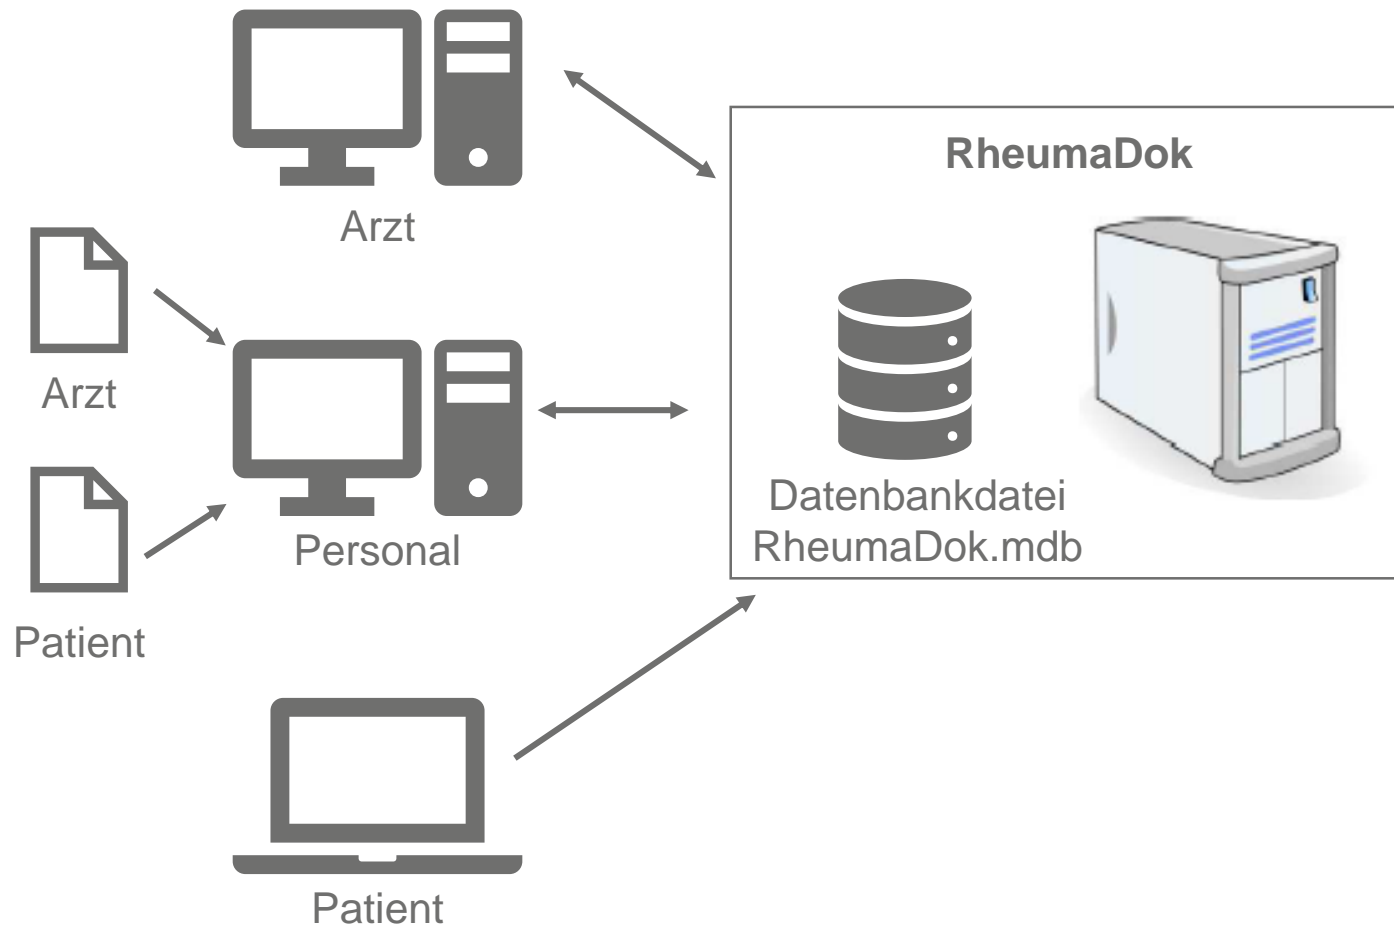 RheumaDok
Arzt
Arzt
Personal
Patient
Datenbankdatei
RheumaDok.mdb
Patient